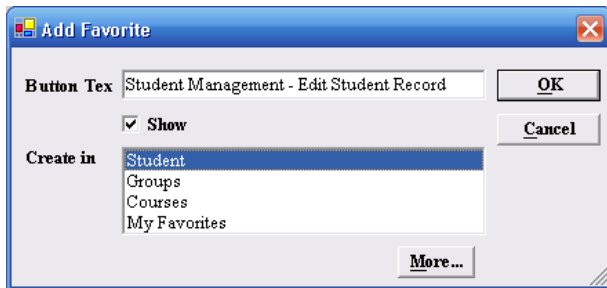 Add Favorite
Button Tex Student Management - Edit Student Record
OK
Show
Cancel
Create in
Student
Groups
Courses
My Favorites
More...